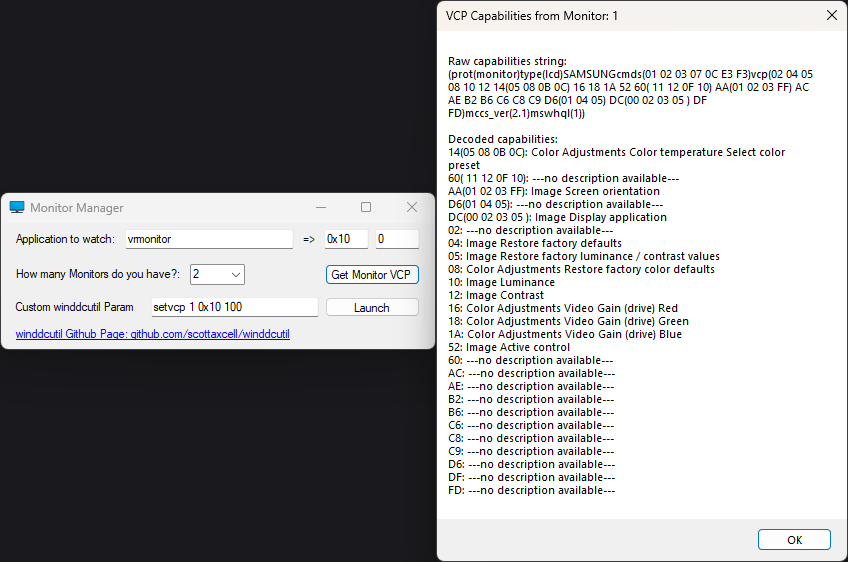 Monitor Manager
Application to watch: vrmonitor => 0x10 0
How many Monitors do you have?: 2 Get Monitor VCP
Custom winddcutil Param setvcp 1 0x10 100 Launch
winddcutil Github Page: github.com/scottaxcell/winddcutil
VCP Capabilities from Monitor: 1
Raw capabilities string:
(prot(monitor)type(lcd)SAMSUNGcmds(01 02 03 07 0C E3 F3)vcp(02 04 05
08 10 12 14(05 08 0B 0C) 16 18 1A 52 60( 11 12 0F 10) AA(01 02 03 FF) AC
AE B2 B6 C6 C8 C9 D6(01 04 05) DC(00 02 03 05 ) DF
FD)mccs_ver(2.1)mswhql(1))
Decoded capabilities:
14(05 08 0B 0C): Color Adjustments Color temperature Select color
preset
60( 11 12 0F 10): ---no description available---
AA(01 02 03 FF): Image Screen orientation
D6(01 04 05): ---no description available---
DC(00 02 03 05 ): Image Display application
02: ---no description available---
04: Image Restore factory defaults
05: Image Restore factory luminance / contrast values
08: Color Adjustments Restore factory color defaults
10: Image Luminance
12: Image Contrast
16: Color Adjustments Video Gain (drive) Red
18: Color Adjustments Video Gain (drive) Green
1A: Color Adjustments Video Gain (drive) Blue
52: Image Active control
60: ---no description available---
AC: ---no description available---
AE: ---no description available---
B2: ---no description available---
B6: ---no description available---
C6: ---no description available---
C8: ---no description available---
C9: ---no description available---
D6: ---no description available---
DF: ---no description available---
FD: ---no description available---
OK